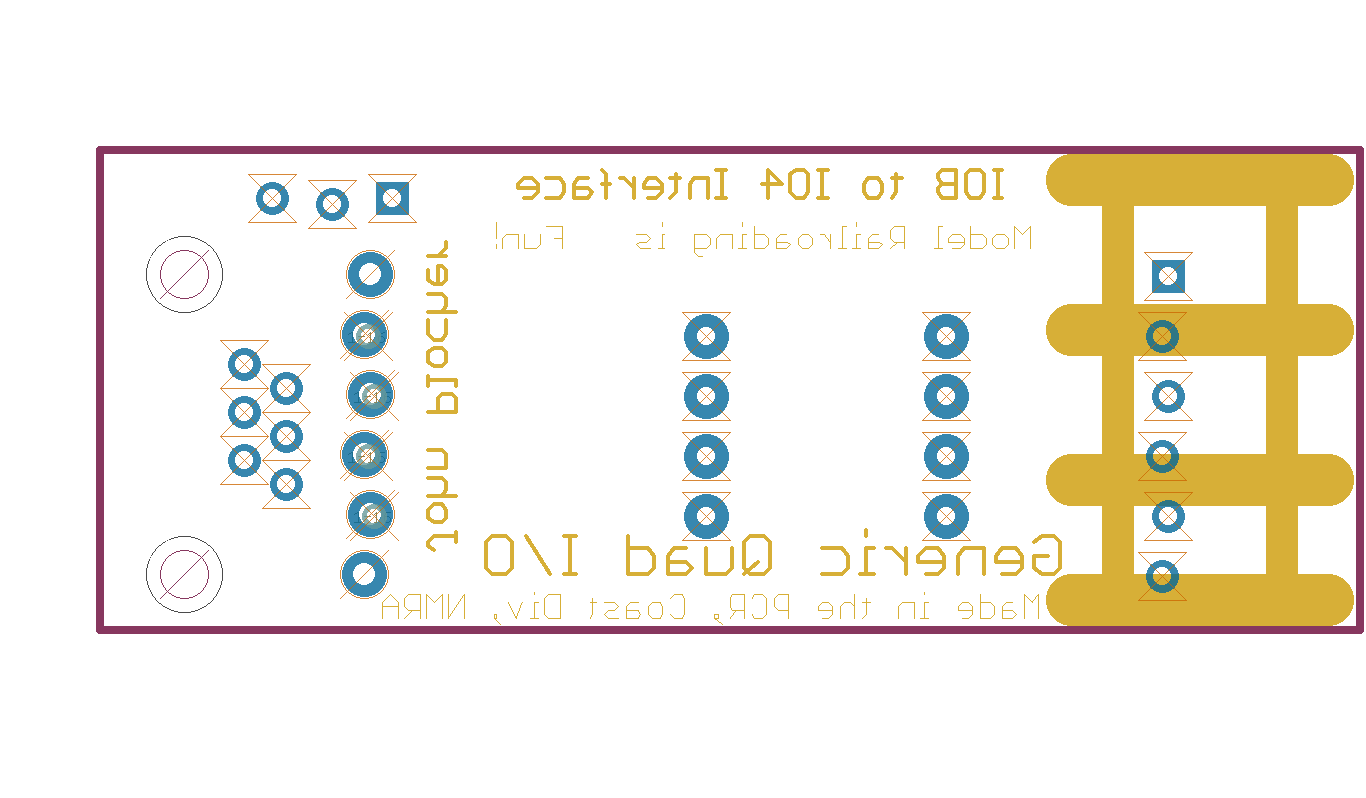 IOB to IO4 Interface
Model Railroading is Fun!
John Plocher
Generic Quad I/O
Made in the PCR, Coast Div, NMRA